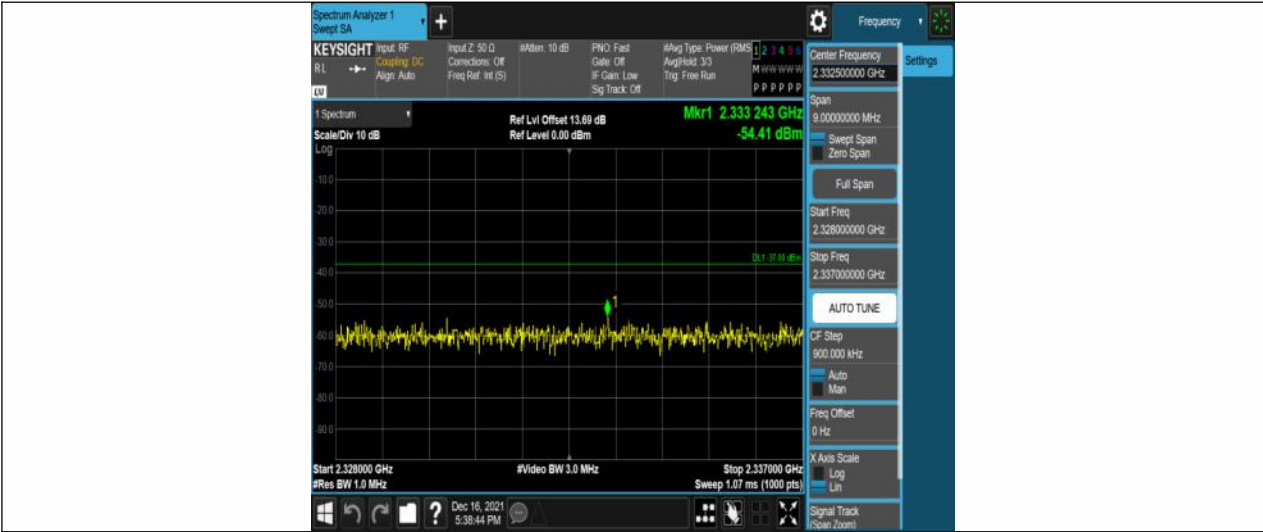 Spectrum Analyzer 1
Swept SA
+
Frequency
KEYSIGHT
Input: RF
Input Z: 50 Ω
#Atten: 10 dB
PNO: Fast
#Avg Type: Power (RMS
1 2 3 4 5 6
RL
Coupling: DC
Corrections: Off
Gate: Off
Avg|Hold: 3/3
M W W W W W
Align: Auto
Freq Ref: Int (S)
IF Gain: Low
Trig: Free Run
LW
Sig Track: Off
P P P P P P
1 Spectrum
Ref Lvl Offset 13.69 dB
Mkr1 2.333 243 GHz
Scale/Div 10 dB
Ref Level 0.00 dBm
-54.41 dBm
Log
-10.0
-20.0
-30.0
DL1 -37.00 dBm
-40.0
-50.0
1
-60.0
-70.0
-80.0
-90.0
Start 2.328000 GHz
#Video BW 3.0 MHz
Stop 2.337000 GHz
#Res BW 1.0 MHz
Sweep 1.07 ms (1000 pts)
?
Dec 16, 2021
5:38:44 PM
Center Frequency
2.332500000 GHz
Settings
Span
9.00000000 MHz
Swept Span
Zero Span
Full Span
Start Freq
2.328000000 GHz
Stop Freq
2.337000000 GHz
AUTO TUNE
CF Step
900.000 kHz
Auto
Man
Freq Offset
0 Hz
X Axis Scale
Log
Lin
Signal Track
(Span Zoom)